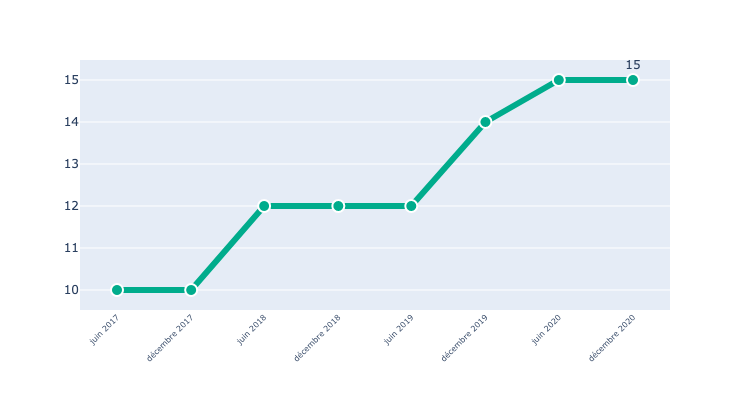 15
15
14
13
12
11
10
juin 2017
décembre 2017
juin 2018
décembre 2018
juin 2019
décembre 2019
juin 2020
décembre 2020